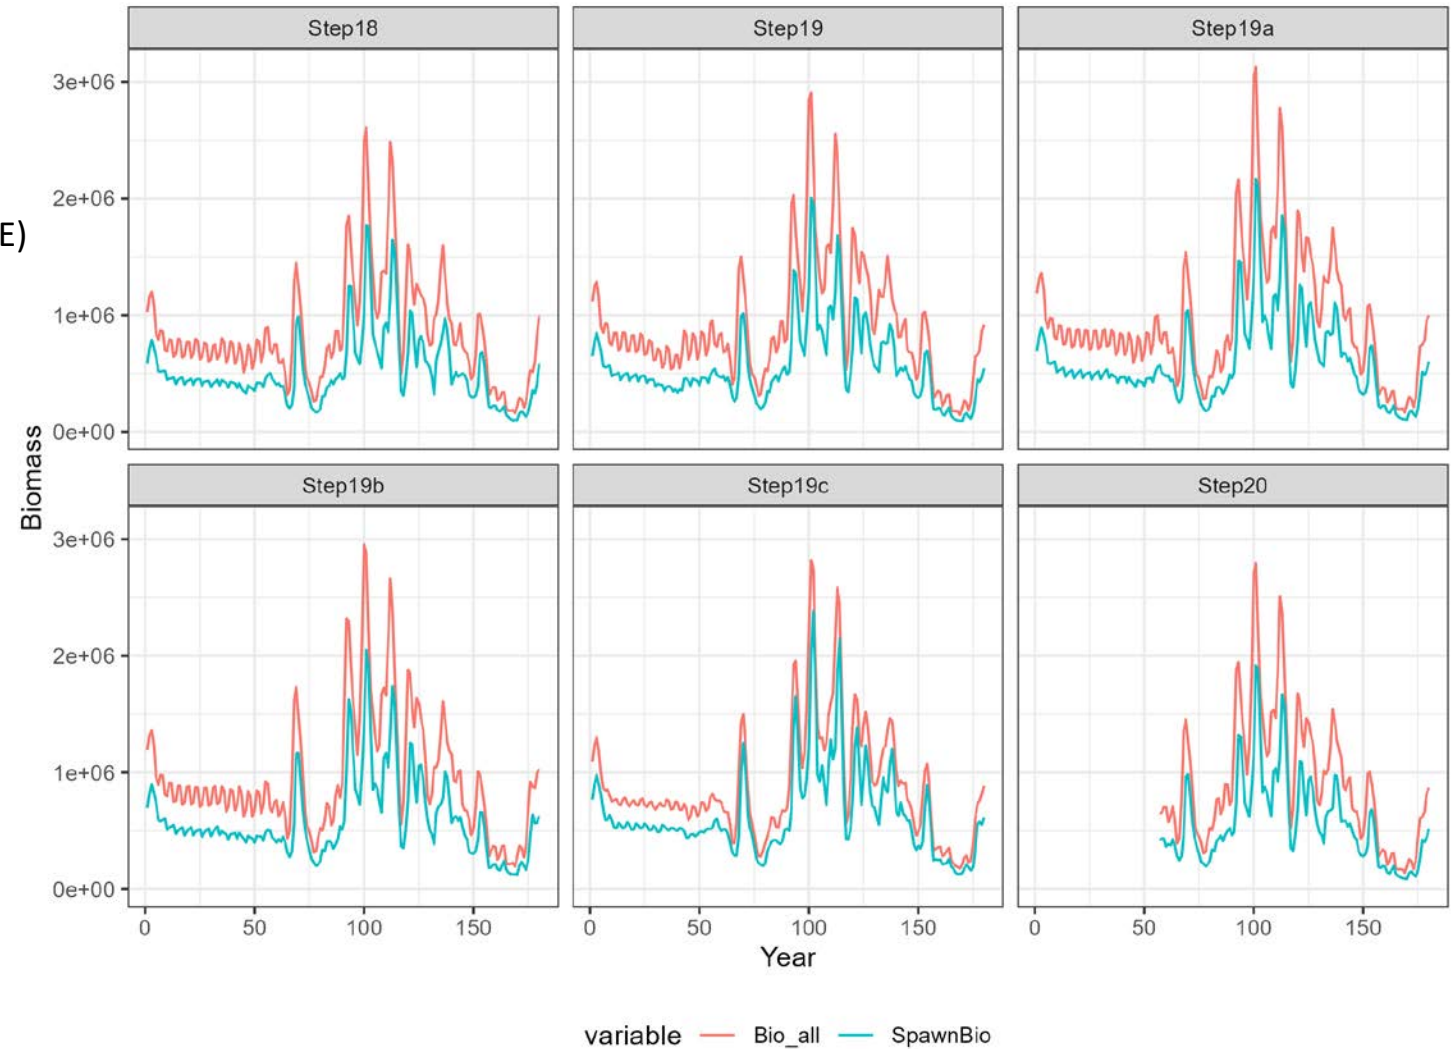 Step18 Step19 Step19a
3e+06
2e+06
E)
1e+06
0e+00
Biomass
Step19b Step19c Step20
3e+06
2e+06
1e+06
0e+00
0 50 100 150 0 50 100 150 0 50 100 150
Year
variable Bio_all SpawnBio